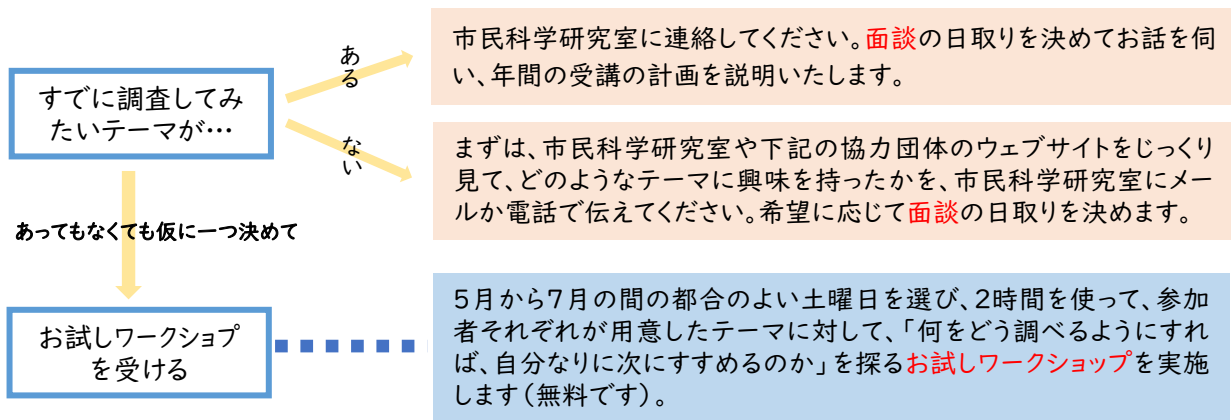 すでに調査してみ
たいテーマが…
ある
市民科学研究室に連絡してください。面談の日取りを決めてお話を伺
い、年間の受講の計画を説明いたします。
ない
まずは、市民科学研究室や下記の協力団体のウェブサイトをじっくり
見て、どのようなテーマに興味を持ったかを、市民科学研究室にメー
ルか電話で伝えてください。希望に応じて面談の日取りを決めます。
あってもなくても仮に一つ決めて
お試しワークショプ
を受ける
5月から7月の間の都合のよい土曜日を選び、2時間を使って、参加
者それぞれが用意したテーマに対して、「何をどう調べるようにすれ
ば、自分なりに次にすすめるのか」を探るお試しワークショップを実施
します(無料です)。